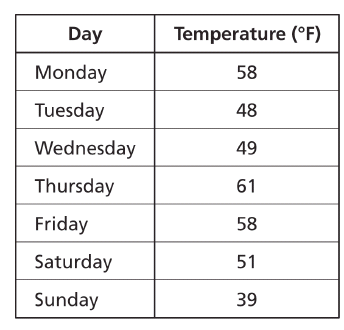 Day Temperature (°F)
Monday 58
Tuesday 48
Wednesday 49
Thursday 61
Friday 58
Saturday 51
Sunday 39